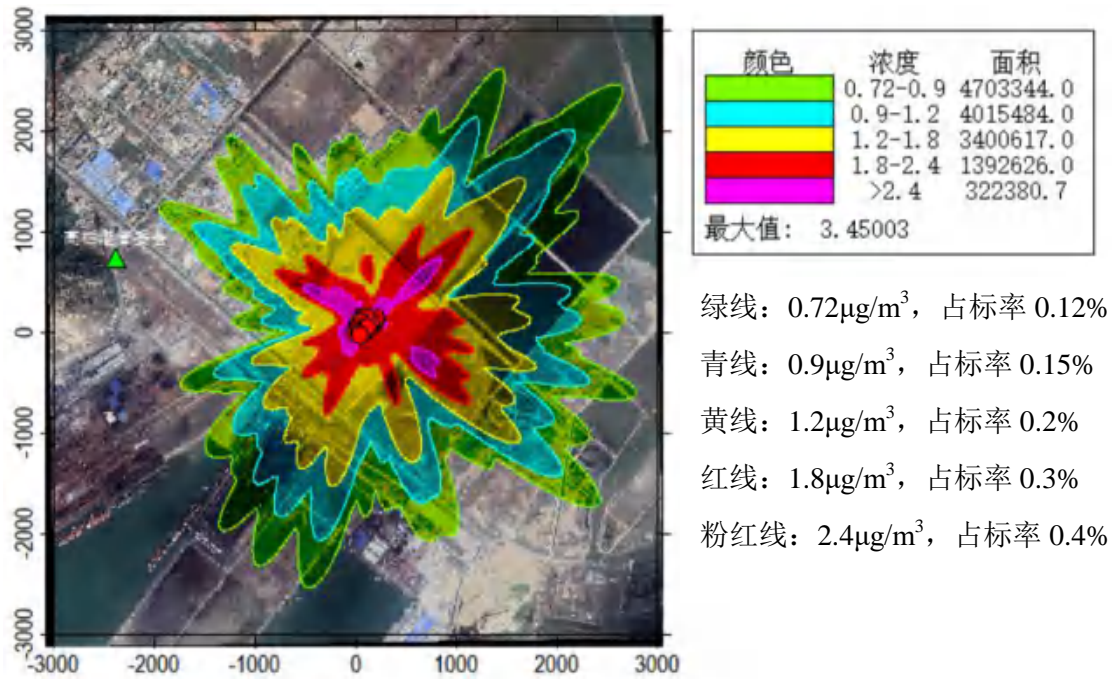 3000
2000
1000
0
-1000
-2000
-3000
-3000 -2000 -1000 0 1000 2000 3000
颜色 浓度 面积
0.72-0.9 4703344.0
0.9-1.2 4015484.0
1.2-1.8 3400617.0
1.8-2.4 1392626.0
>2.4 322380.7
最大值: 3.45003
绿线：0.72μg/m³，占标率 0.12%
青线：0.9μg/m³，占标率 0.15%
黄线：1.2μg/m³，占标率 0.2%
红线：1.8μg/m³，占标率 0.3%
粉红线：2.4μg/m³，占标率 0.4%